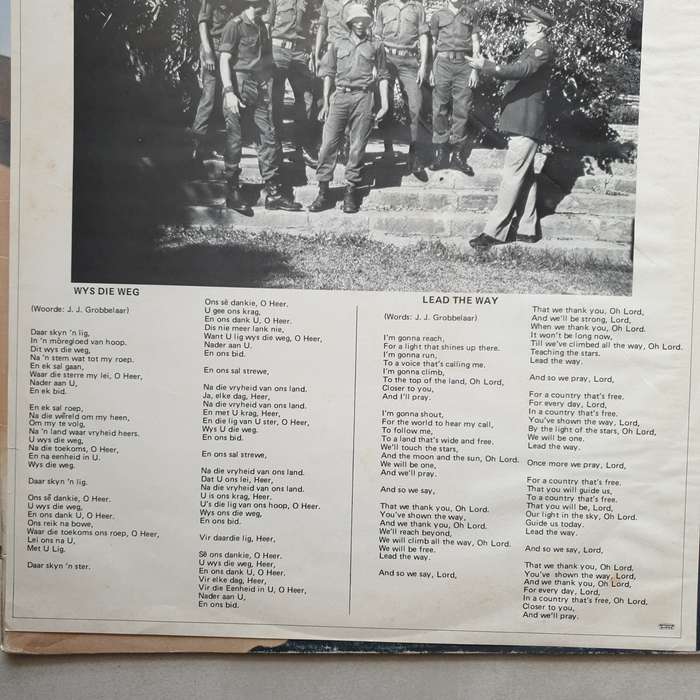 WYS DIE WEG
(Woorde: J. J. Grobbelaar)
Daar skyn 'n lig,
In 'n môregloed van hoop.
Dit wys die weg,
Na 'n stem wat tot my roep.
En ek sal gaan,
Waar die sterre my lei, O Heer,
Nader aan U,
En ek bid.
En ek sal roep,
Na die wêreld om my heen,
Om my te volg,
Na 'n land waar vryheid heers.
U wys die weg,
Na die toekoms, O Heer,
En na eenheid in U.
Wys die weg.
Daar skyn 'n lig.
Ons sê dankie, O Heer.
U wys die weg,
En ons dank U, O Heer.
Ons reik na bowe,
Waar die toekoms ons roep, O Heer,
Lei ons na U,
Met U Lig.
Daar skyn 'n ster.
Ons sê dankie, O Heer.
U gee ons krag,
En ons dank U, O Heer.
Dis nie meer lank nie,
Want U lig wys die weg, O Heer,
Nader aan U,
En ons bid.
En ons sal strewe,
Na die vryheid van ons land.
Ja, elke dag, Heer,
Na die vryheid van ons land.
En met U krag, Heer,
En die lig van U ster, O Heer,
Wys U die weg.
En ons bid.
En ons sal strewe,
Na die vryheid van ons land.
Dat U ons lei, Heer,
Na die vryheid van ons land.
U is ons krag, Heer,
U's die lig van ons hoop, O Heer,
Wys ons die weg,
En ons bid.
Vir daardie lig, Heer,
Sê ons dankie, O Heer.
U wys die weg, Heer,
En ons dank U, O Heer.
Vir elke dag, Heer,
Vir die Eenheid in U, O Heer,
Nader aan U,
En ons bid.
LEAD THE WAY
(Words: J. J. Grobbelaar)
I'm gonna reach,
For a light that shines up there.
I'm gonna run,
To a voice that's calling me.
I'm gonna climb,
To the top of the land, Oh Lord,
Closer to you,
And I'll pray.
I'm gonna shout,
For the world to hear my call,
To follow me,
To a land that's wide and free.
We'll touch the stars,
And the moon and the sun, Oh Lord.
We will be one,
And we'll pray.
And so we say,
That we thank you, Oh Lord.
You've shown the way,
And we thank you, Oh Lord.
We'll reach beyond,
We will climb all the way, Oh Lord,
We will be free.
Lead the way.
And so we say, Lord,
That we thank you, Oh Lord,
And we'll be strong, Lord,
When we thank you, Oh Lord.
It won't be long now,
Till we've climbed all the way, Oh Lord.
Teaching the stars.
Lead the way.
And so we pray, Lord,
For a country that's free.
For every day, Lord,
In a country that's free.
You've shown the way, Lord,
By the light of the stars, Oh Lord,
We will be one.
Lead the way.
Once more we pray, Lord,
For a country that's free.
That you will guide us,
To a country that's free.
That you will be, Lord,
Our light in the sky, Oh Lord,
Guide us today.
Lead the way.
And so we say, Lord,
That we thank you, Oh Lord,
You've shown the way, Lord,
And we thank you, Oh Lord,
For every day, Lord,
In a country that's free, Oh Lord,
Closer to you,
And we'll pray.